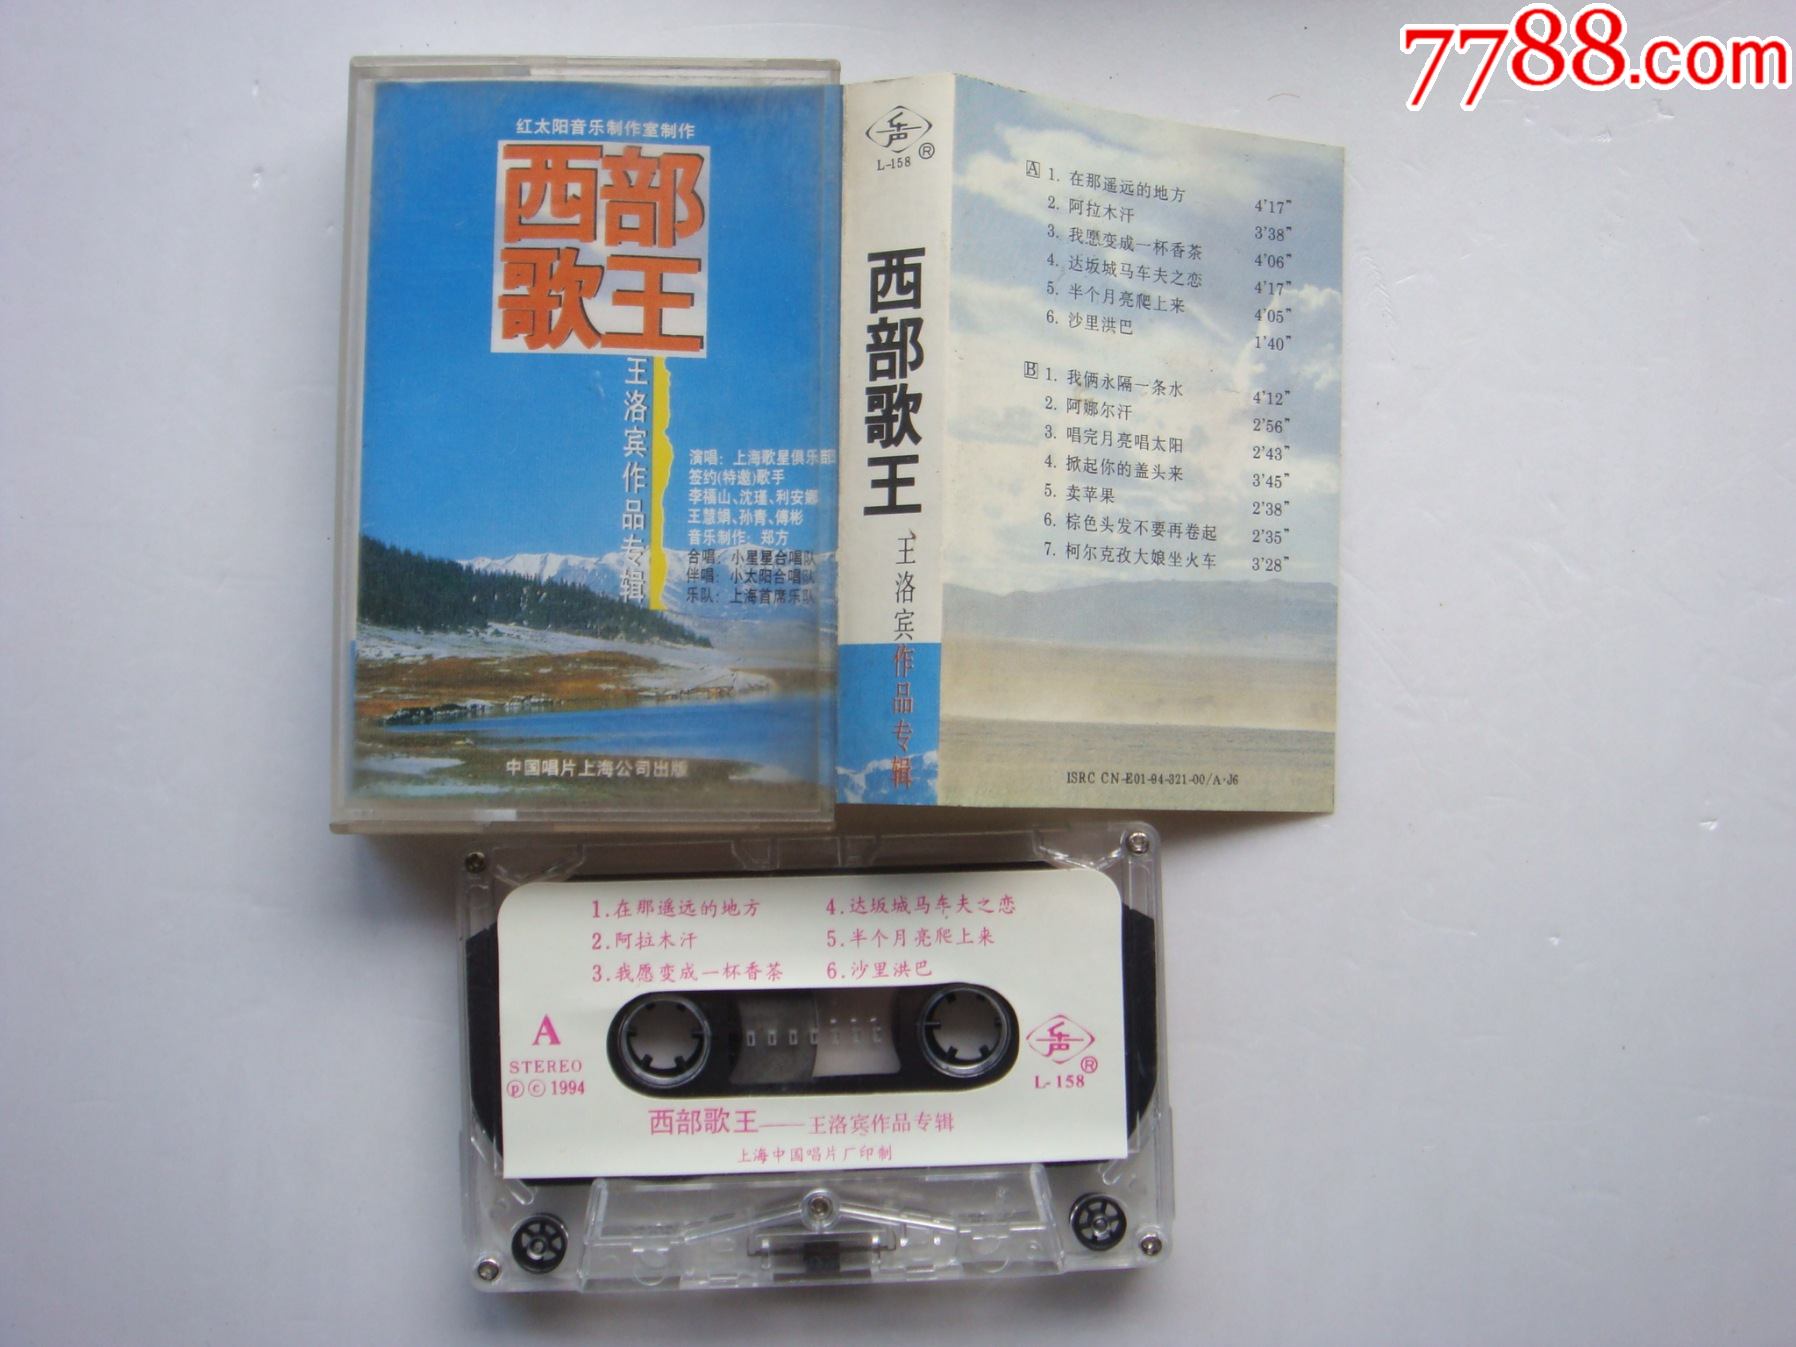 7788.com
红太阳音乐制作室制作
西部
歌王
王洛宾作品专辑
演唱：上海歌星俱乐部
签约(特邀)歌手
李福山、沈瑾、利安娜
王慧娟、孙青、傅彬
音乐制作：郑方
合唱：小星星合唱队
伴唱：小太阳合唱队
乐队：上海首席乐队
中国唱片上海公司出版
乐声
L-158 ®
西部歌王
王洛宾作品专辑
A 1. 在那遥远的地方 4'17"
2. 阿拉木汗 3'38"
3. 我愿变成一杯香茶 4'06"
4. 达坂城马车夫之恋 4'17"
5. 半个月亮爬上来 4'05"
6. 沙里洪巴 1'40"
B 1. 我俩永隔一条水 4'12"
2. 阿娜尔汗 2'56"
3. 唱完月亮唱太阳 2'43"
4. 掀起你的盖头来 3'45"
5. 卖苹果 2'38"
6. 棕色头发不要再卷起 2'35"
7. 柯尔克孜大娘坐火车 3'28"
ISRC CN-E01-94-321-00/A·J6
1.在那遥远的地方 4.达坂城马车夫之恋
2.阿拉木汗 5.半个月亮爬上来
3.我愿变成一杯香茶 6.沙里洪巴
A
STEREO
ⓟⓒ1994
乐声
®
L-158
西部歌王——王洛宾作品专辑
上海中国唱片厂印制